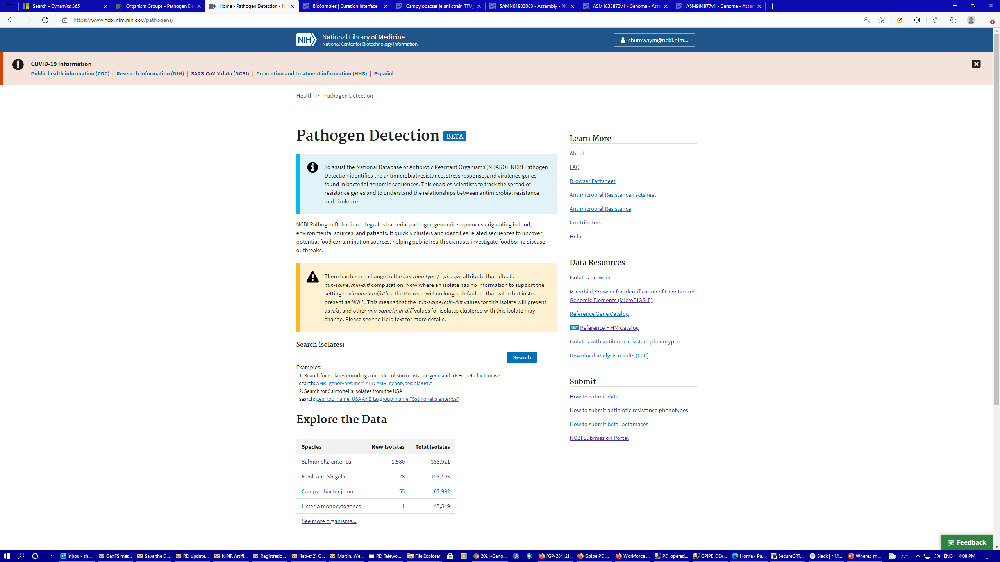 Search - Dynamics 365
Organism Groups - Pathogen De
Home - Pathogen Detection - NC
BioSamples | Curation Interface
Campylobacter jejuni strain TTU_
SAMN01933083 - Assembly - NC
ASM1833873v1 - Genome - Asse
ASM964877v1 - Genome - Asser
https://www.ncbi.nlm.nih.gov/pathogens/
NIH National Library of Medicine
National Center for Biotechnology Information
shumwaym@ncbi.nlm...
COVID-19 Information
Public health information (CDC) | Research information (NIH) | SARS-CoV-2 data (NCBI) | Prevention and treatment information (HHS) | Español
Health > Pathogen Detection
Pathogen Detection BETA
To assist the National Database of Antibiotic Resistant Organisms (NDARO), NCBI Pathogen
Detection identifies the antimicrobial resistance, stress response, and virulence genes
found in bacterial genomic sequences. This enables scientists to track the spread of
resistance genes and to understand the relationships between antimicrobial resistance
and virulence.
NCBI Pathogen Detection integrates bacterial pathogen genomic sequences originating in food,
environmental sources, and patients. It quickly clusters and identifies related sequences to uncover
potential food contamination sources, helping public health scientists investigate foodborne disease
outbreaks.
There has been a change to the Isolation type / epi_type attribute that affects
min-same/min-diff computation. Now where an isolate has no information to support the
setting environmental/other the Browser will no longer default to that value but instead
present as NULL. This means that the min-same/min-diff values for this isolate will present
as n/a, and other min-same/min-diff values for isolates clustered with this isolate may
change. Please see the Help text for more details.
Search isolates:
Search
Examples:
1. Search for isolates encoding a mobile colistin resistance gene and a KPC beta-lactamase
search: AMR_genotypes:mcr* AND AMR_genotypes:blaKPC*
2. Search for Salmonella isolates from the USA
search: geo_loc_name: USA AND taxgroup_name:"Salmonella enterica"
Explore the Data
Species New Isolates Total Isolates
Salmonella enterica 1,580 388,921
E.coli and Shigella 28 196,405
Campylobacter jejuni 55 67,992
Listeria monocytogenes 1 45,549
See more organisms...
Learn More
About
FAQ
Browser Factsheet
Antimicrobial Resistance Factsheet
Antimicrobial Resistance
Contributors
Help
Data Resources
Isolates Browser
Microbial Browser for Identification of Genetic and
Genomic Elements (MicroBIGG-E)
Reference Gene Catalog
NEW Reference HMM Catalog
Isolates with antibiotic resistant phenotypes
Download analysis results (FTP)
Submit
How to submit data
How to submit antibiotic resistance phenotypes
How to submit beta-lactamases
NCBI Submission Portal
Feedback
Inbox - sh...
GenFS met...
Save the D...
RE: update...
NINR Artifi...
Registratio...
[ieb-t42] Q...
Martin, We...
RE: Telewo...
File Explorer
2021-Geno...
[GP-28412]...
Gpipe PD ...
Workforce ...
PD_operati...
GPIPE_DEV...
Home - Pa...
SecureCRT...
Slack | * M...
Wheres_m...
77°F
ENG
4:08 PM